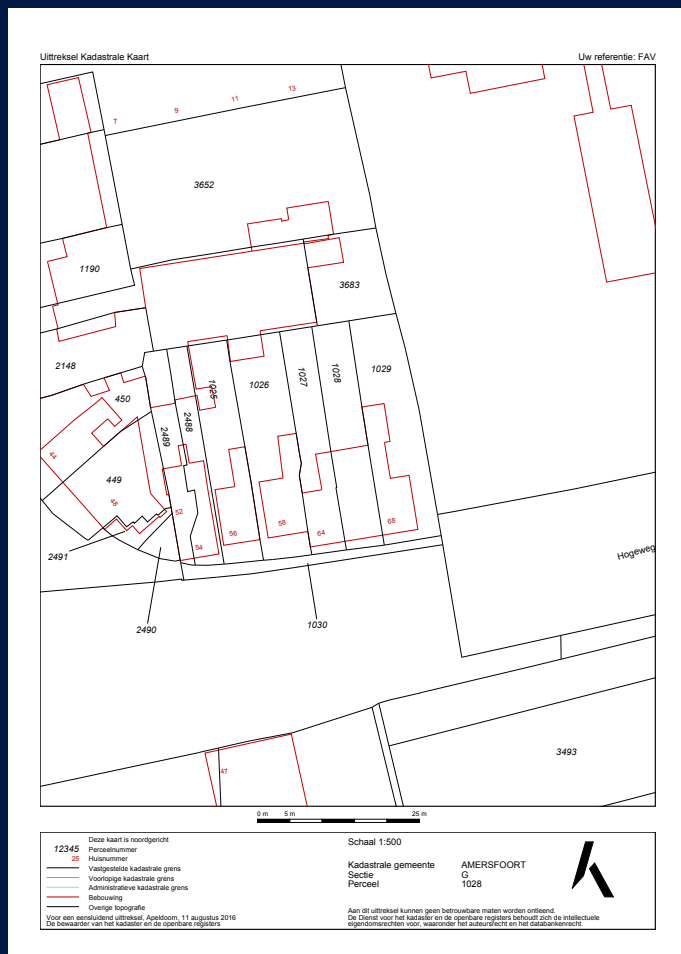 Uittreksel Kadastrale Kaart
Uw referentie: FAV
13
11
9
7
3652
1190
3683
2148
450
1025
1026
1027
1028
1029
2488
2489
44
449
48
52
54
56
58
64
68
2491
2490
1030
Hogeweg
3493
47
0 m 5 m 25 m
Deze kaart is noordgericht
12345 Perceelnummer
25 Huisnummer
Vastgestelde kadastrale grens
Voorlopige kadastrale grens
Administratieve kadastrale grens
Bebouwing
Overige topografie
Voor een eensluidend uittreksel, Apeldoorn, 11 augustus 2016
De bewaarder van het kadaster en de openbare registers
Schaal 1:500
Kadastrale gemeente AMERSFOORT
Sectie G
Perceel 1028
Aan dit uittreksel kunnen geen betrouwbare maten worden ontleend.
De Dienst voor het kadaster en de openbare registers behoudt zich de intellectuele
eigendomsrechten voor, waaronder het auteursrecht en het databankenrecht.